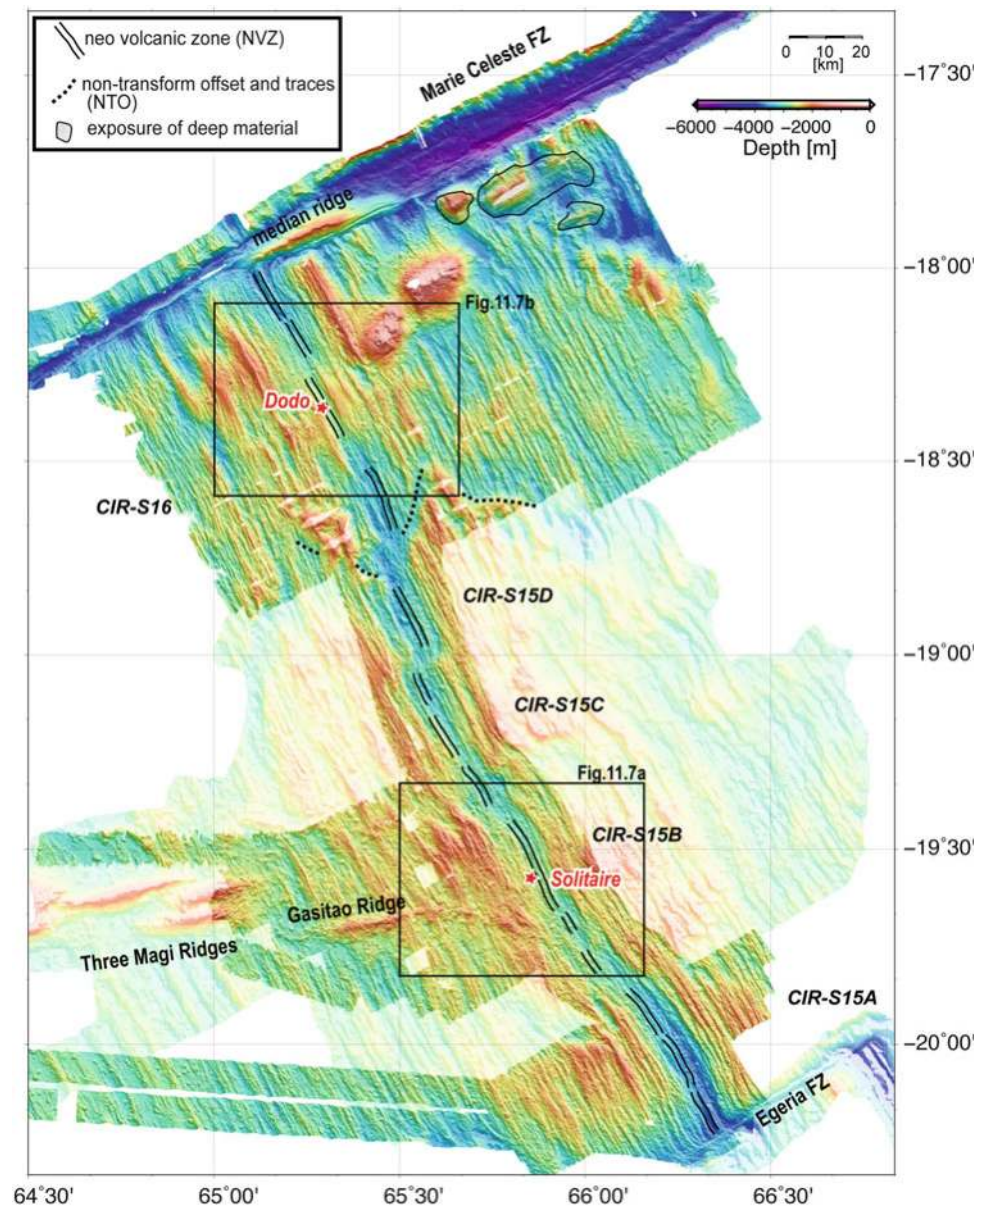 neo volcanic zone (NVZ)
non-transform offset and traces
(NTO)
exposure of deep material
Marie Celeste FZ
0 10 20
[km]
−6000 −4000 −2000 0
Depth [m]
−17˚30'
median ridge
−18˚00'
Fig.11.7b
Dodo
−18˚30'
CIR-S16
CIR-S15D
−19˚00'
CIR-S15C
Fig.11.7a
CIR-S15B
−19˚30'
Solitaire
Gasitao Ridge
Three Magi Ridges
CIR-S15A
−20˚00'
Egeria FZ
64˚30' 65˚00' 65˚30' 66˚00' 66˚30'